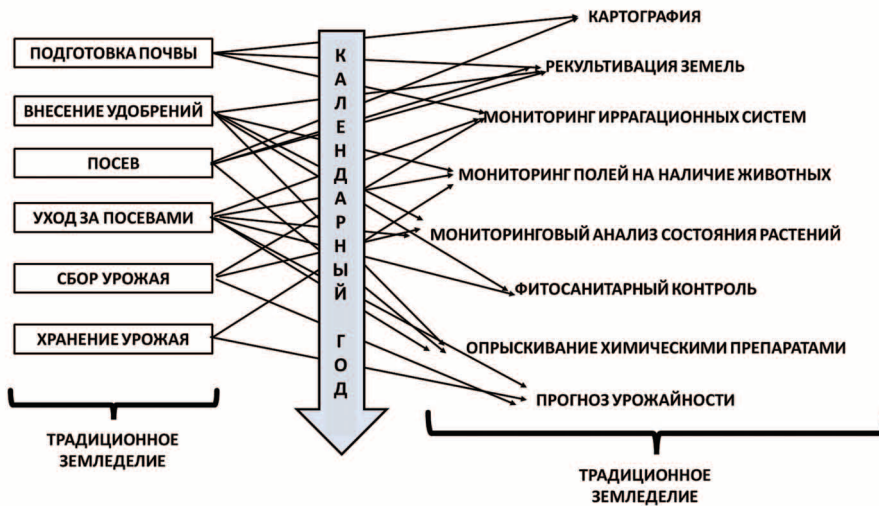 ПОДГОТОВКА ПОЧВЫ
ВНЕСЕНИЕ УДОБРЕНИЙ
ПОСЕВ
УХОД ЗА ПОСЕВАМИ
СБОР УРОЖАЯ
ХРАНЕНИЕ УРОЖАЯ
ТРАДИЦИОННОЕ
ЗЕМЛЕДЕЛИЕ
КАЛЕНДАРНЫЙ ГОД
КАРТОГРАФИЯ
РЕКУЛЬТИВАЦИЯ ЗЕМЕЛЬ
МОНИТОРИНГ ИРРАГАЦИОННЫХ СИСТЕМ
МОНИТОРИНГ ПОЛЕЙ НА НАЛИЧИЕ ЖИВОТНЫХ
МОНИТОРИНГОВЫЙ АНАЛИЗ СОСТОЯНИЯ РАСТЕНИЙ
ФИТОСАНИТАРНЫЙ КОНТРОЛЬ
ОПРЫСКИВАНИЕ ХИМИЧЕСКИМИ ПРЕПАРАТАМИ
ПРОГНОЗ УРОЖАЙНОСТИ
ТРАДИЦИОННОЕ
ЗЕМЛЕДЕЛИЕ